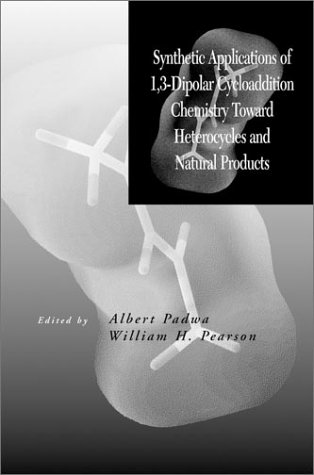 Synthetic Applications of
1,3-Dipolar Cycloaddition
Chemistry Toward
Heterocycles and
Natural Products
Edited by Albert Padwa
William H. Pearson